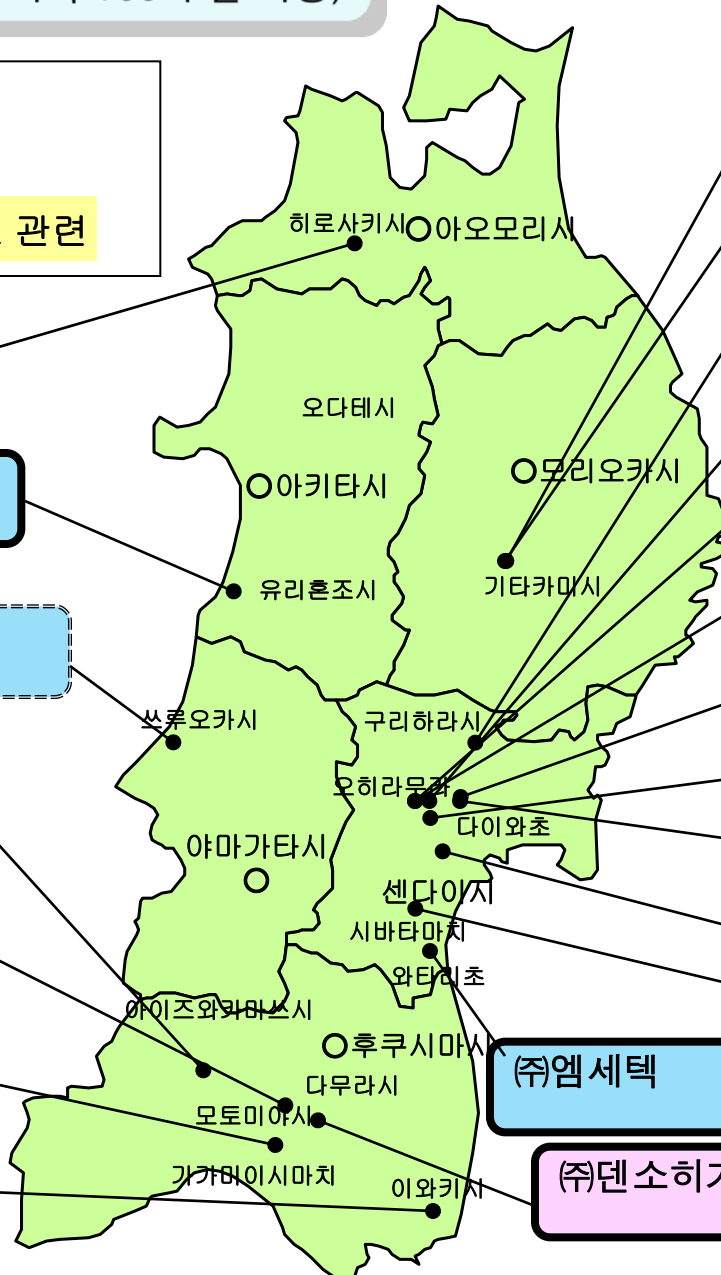 관련
히로사키시
아오모리시
오다테시
모리오카시
아키타시
기타카미시
유리혼조시
쓰루오카시
구리하라시
오히라무라
다이와초
야마가타시
센다이시
시바타마치
와타리초
아이즈와카마쓰시
후쿠시마시
㈜엠세텍
다무라시
모토미야시
가가미이시마치
㈜덴소히
이와키시